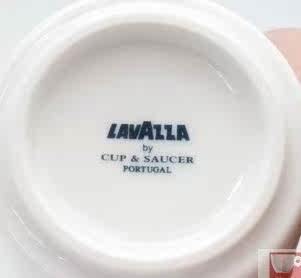 LAVAZZA
by
CUP & SAUCER
PORTUGAL